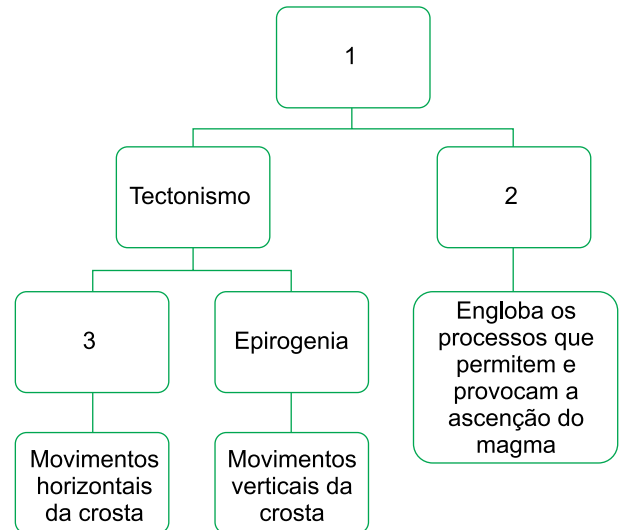 1
Tectonismo
2
3
Epirogenia
Engloba os
processos que
permitem e
provocam a
ascenção do
magma
Movimentos
horizontais
da crosta
Movimentos
verticais da
crosta